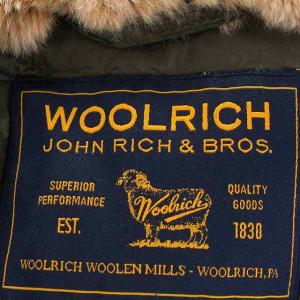 WOOLRICH
JOHN RICH & BROS.
SUPERIOR PERFORMANCE
Woolrich
QUALITY GOODS
EST.
1830
WOOLRICH WOOLEN MILLS - WOOLRICH, PA